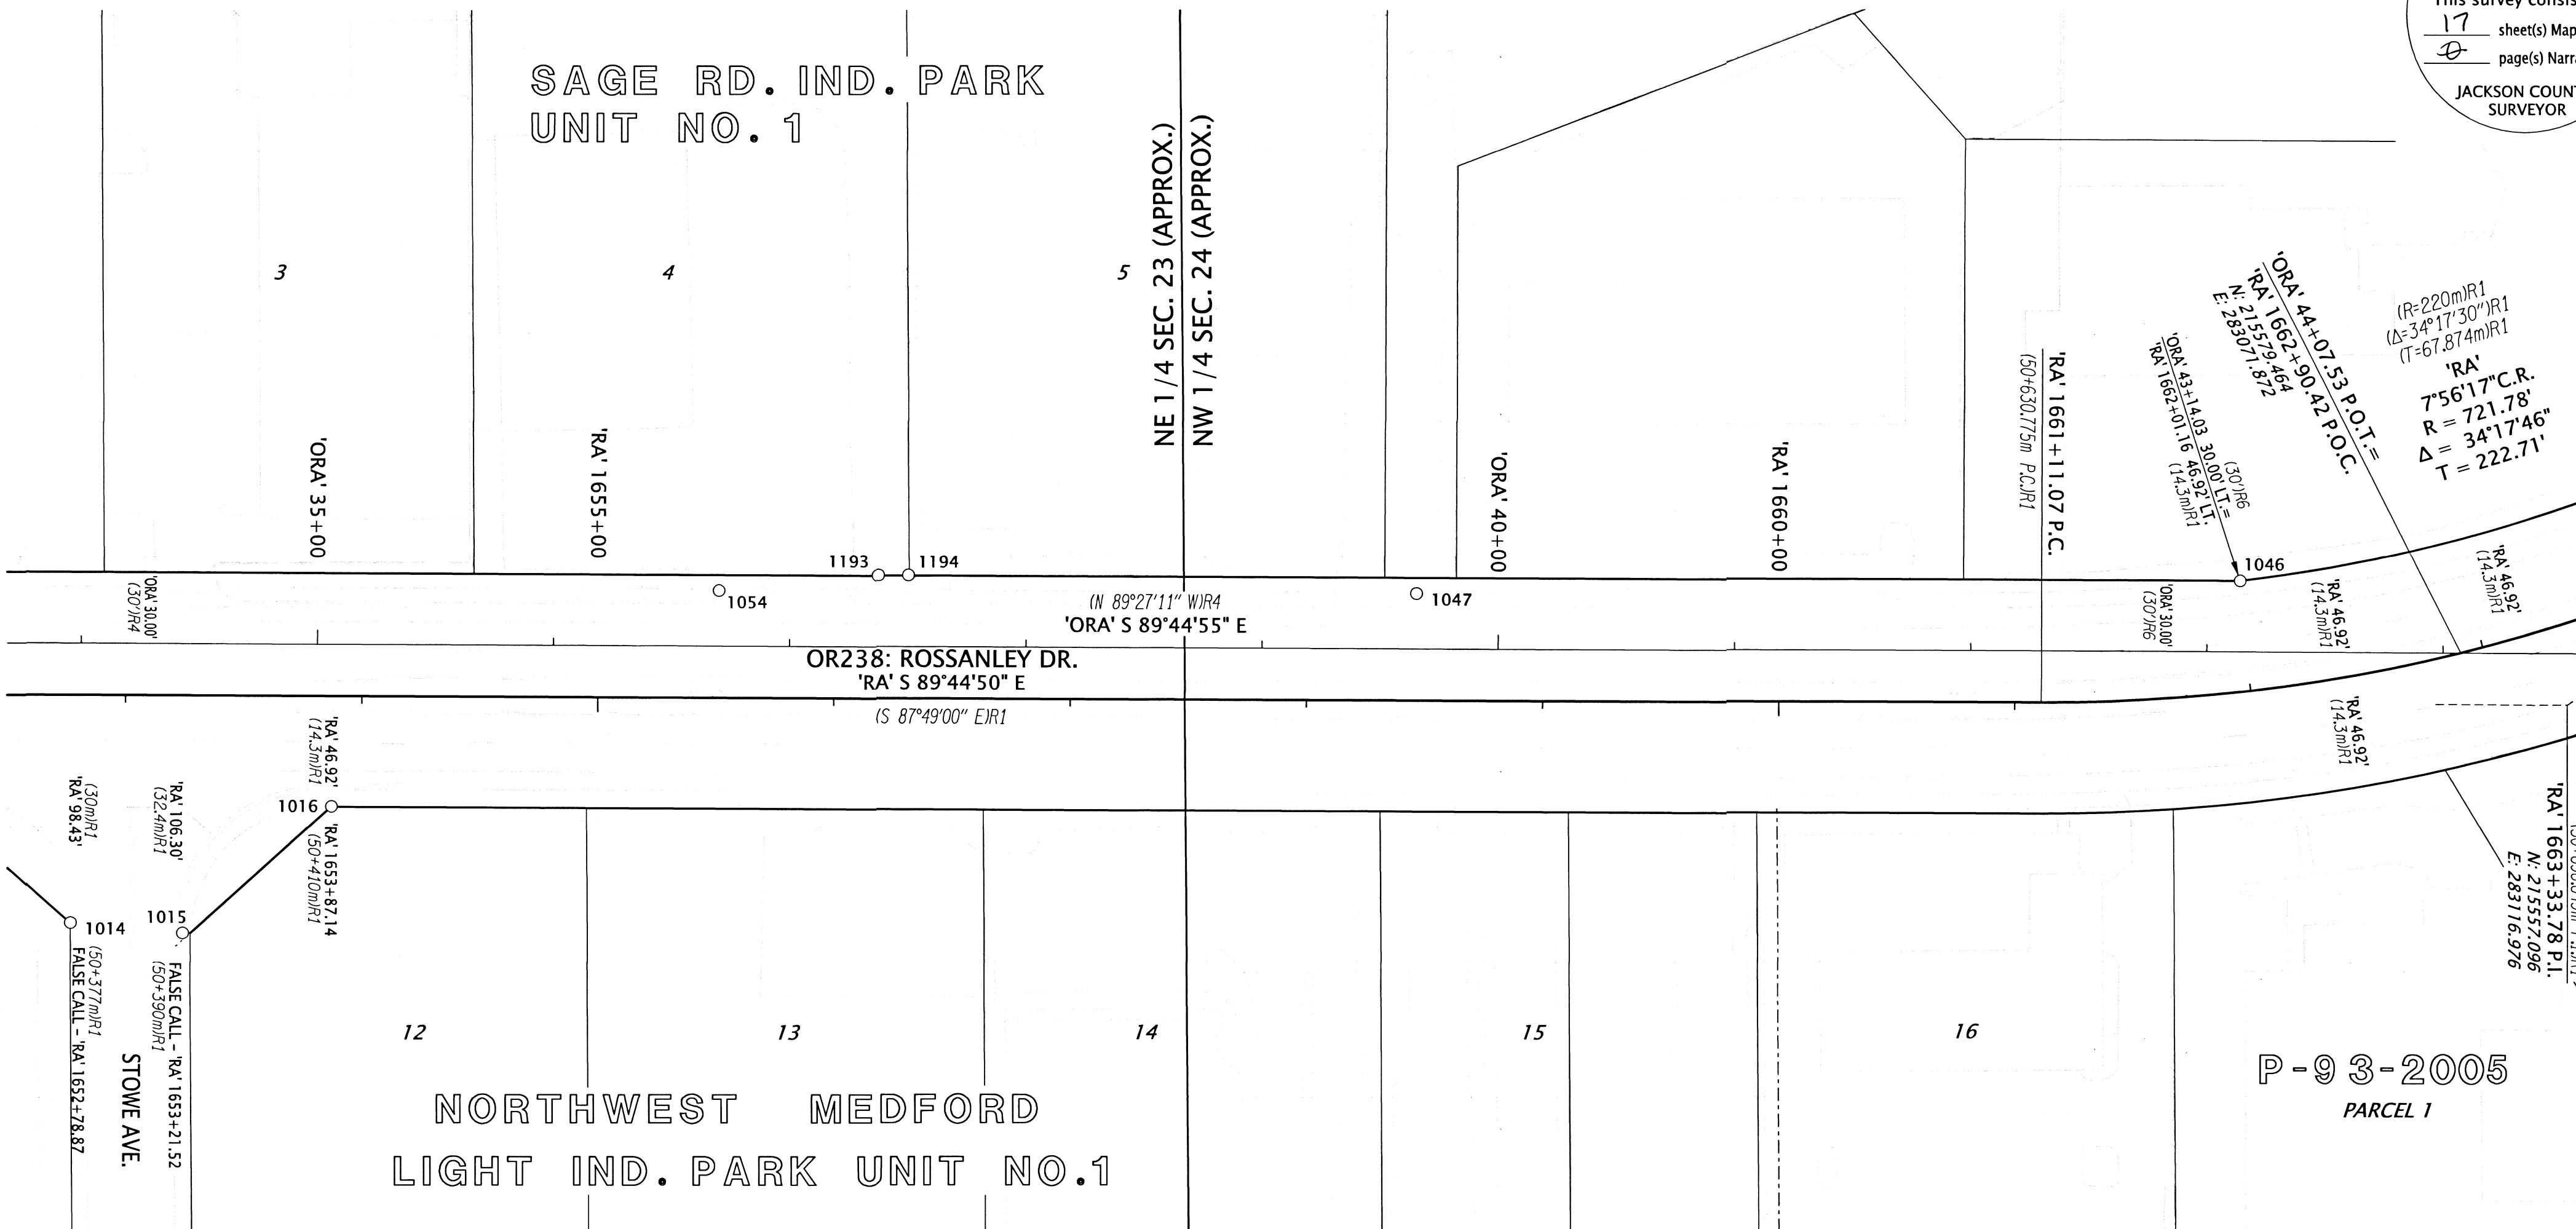 This survey consis
17 sheet(s) Map
0 page(s) Narr
JACKSON COUNT
SURVEYOR
SAGE RD. IND. PARK
UNIT NO. 1
NE 1/4 SEC. 23 (APPROX.)
NW 1/4 SEC. 24 (APPROX.)
3
4
5
'ORA' 35+00
'RA' 1655+00
'ORA' 40+00
'RA' 1660+00
'RA' 1661+11.07 P.C.
(50+630.775m P.C.)R1
'ORA' 43+14.03 30.00' LT.=
(30')R6
'RA' 1662+01.16 46.92' LT.
(14.3m)R1
'ORA' 44+07.53 P.O.T.=
'RA' 1662+90.42 P.O.C.
N: 215579.464
E: 283071.872
(R=220m)R1
(Δ=34°17'30")R1
(T=67.874m)R1
'RA'
7°56'17"C.R.
R = 721.78'
Δ = 34°17'46"
T = 222.71'
1193
1194
1054
1047
1046
'ORA' 30.00'
(30')R4
(N 89°27'11" W)R4
'ORA' S 89°44'55" E
'ORA' 30.00'
(30')R6
'RA' 46.92'
(14.3m)R1
'RA' 46.92'
(14.3m)R1
OR238: ROSSANLEY DR.
'RA' S 89°44'50" E
(S 87°49'00" E)R1
'RA' 46.92'
(14.3m)R1
'RA' 46.92'
(14.3m)R1
(30m)R1
'RA' 98.43'
'RA' 106.30'
(32.4m)R1
1016
'RA' 1653+87.14
(50+410m)R1
1014
1015
(50+377m)R1
FALSE CALL - 'RA' 1652+78.87
FALSE CALL - 'RA' 1653+21.52
(50+390m)R1
STOWE AVE.
'RA' 1663+33.78 P.I.
N: 215557.096
E: 283116.976
12
13
14
15
16
NORTHWEST MEDFORD
LIGHT IND. PARK UNIT NO.1
P-93-2005
PARCEL 1